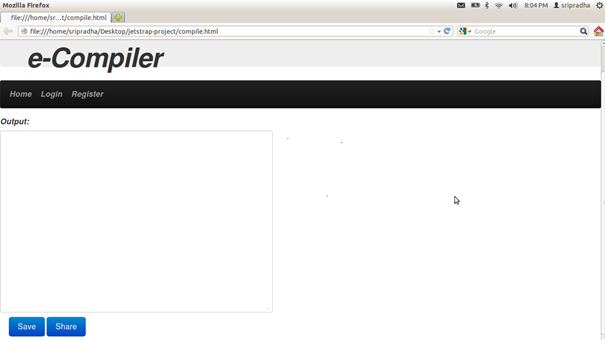 Mozilla Firefox
8:04 PM
sripradha
file:///home/sr...t/compile.html
file:///home/sripradha/Desktop/jetstrap-project/compile.html
Google
e-Compiler
Home Login Register
Output:
Save Share